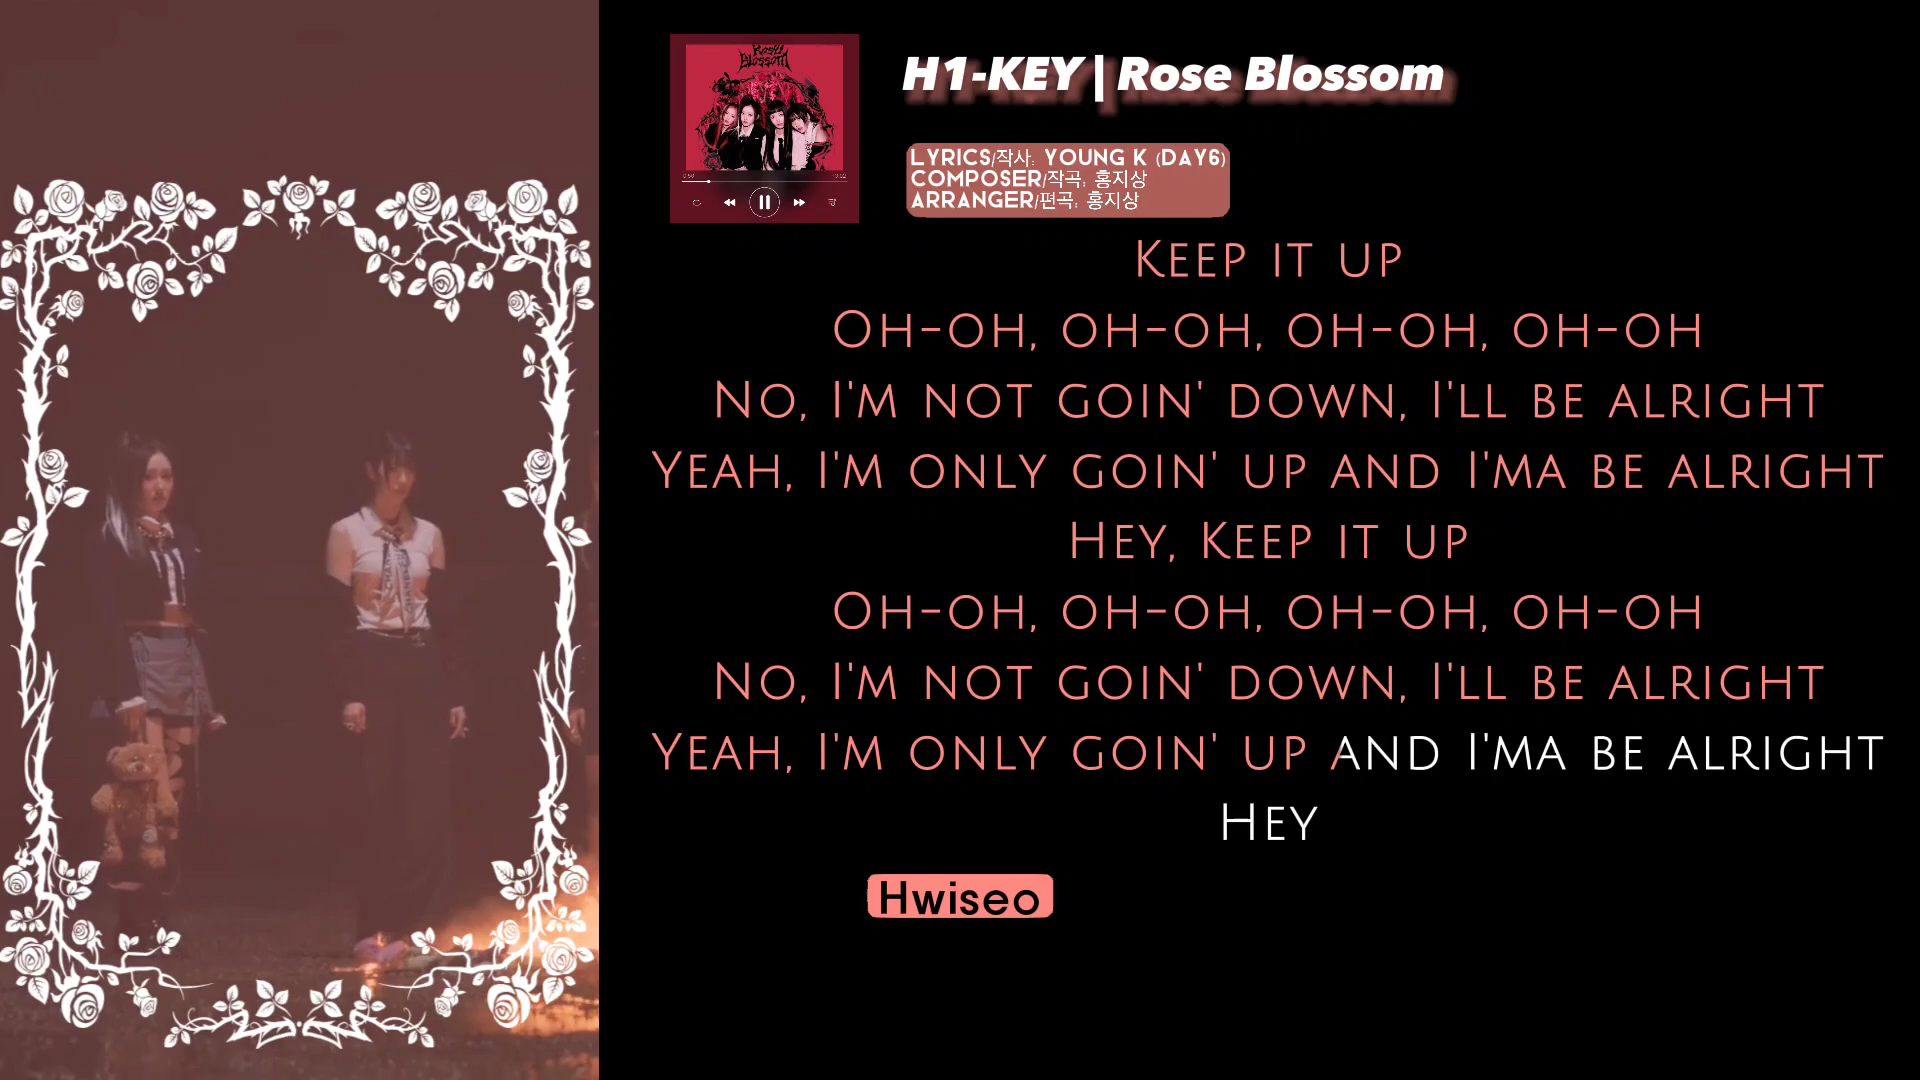 Rose
Blossom
H1-KEY | Rose Blossom
LYRICS/작사: YOUNG K (DAY6)
COMPOSER/작곡: 홍지상
ARRANGER/편곡: 홍지상
Keep it up
Oh-oh, oh-oh, oh-oh, oh-oh
No, I'm not goin' down, I'll be alright
Yeah, I'm only goin' up and I'ma be alright
Hey, Keep it up
Oh-oh, oh-oh, oh-oh, oh-oh
No, I'm not goin' down, I'll be alright
Yeah, I'm only goin' up and I'ma be alright
Hey
Hwiseo